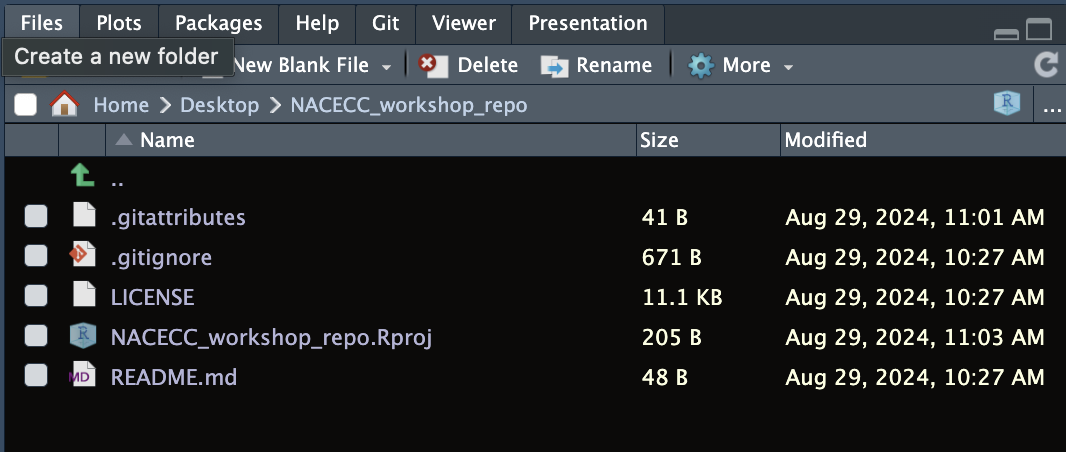 Files Plots Packages Help Git Viewer Presentation
Create a new folder New Blank File Delete Rename More
Home Desktop NACECC_workshop_repo R ...
Name Size Modified
..
.gitattributes 41 B Aug 29, 2024, 11:01 AM
.gitignore 671 B Aug 29, 2024, 10:27 AM
LICENSE 11.1 KB Aug 29, 2024, 10:27 AM
R NACECC_workshop_repo.Rproj 205 B Aug 29, 2024, 11:03 AM
MD README.md 48 B Aug 29, 2024, 10:27 AM